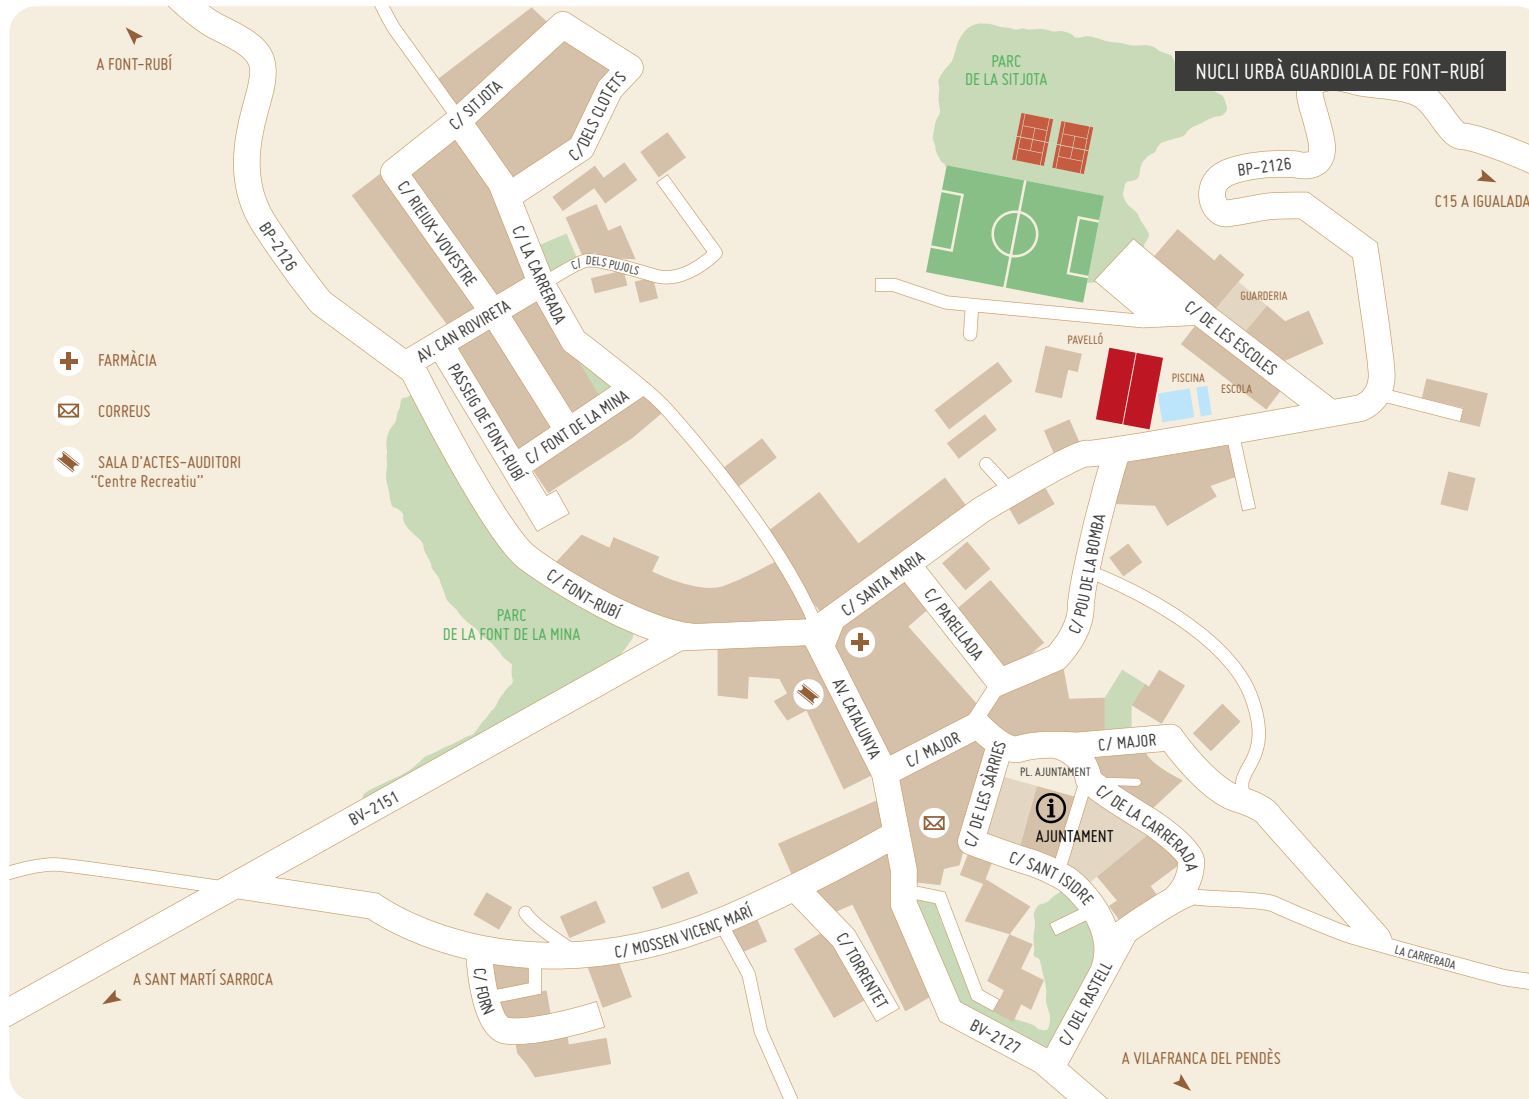 A FONT-RUBÍ
C/ SITJOTA
C/DELS CLOTETS
PARC
DE LA SITJOTA
NUCLI URBÀ GUARDIOLA DE FONT-RUBÍ
BP-2126
C15 A IGUALADA
BP-2126
C/ RIEUX-VOVESTRE
C/ LA CARRERADA
C/ DELS PUJOLS
AV. CAN ROVIRETA
GUARDERIA
C/ DE LES ESCOLES
PAVELLÓ
PISCINA
ESCOLA
FARMÀCIA
CORREUS
SALA D'ACTES-AUDITORI
"Centre Recreatiu"
PASSEIG DE FONT-RUBÍ
C/ FONT DE LA MINA
C/ FONT-RUBÍ
PARC
DE LA FONT DE LA MINA
C/ SANTA MARIA
C/ PARELLADA
C/ POU DE LA BOMBA
AV. CATALUNYA
C/ MAJOR
C/ MAJOR
C/ DE LES SÀRRIES
PL. AJUNTAMENT
AJUNTAMENT
C/ DE LA CARRERADA
C/ SANT ISIDRE
BV-2151
C/ MOSSEN VICENÇ MARÍ
C/ TORRENTET
C/ FORN
A SANT MARTÍ SARROCA
LA CARRERADA
C/ DEL RASTELL
BV-2127
A VILAFRANCA DEL PENDÈS